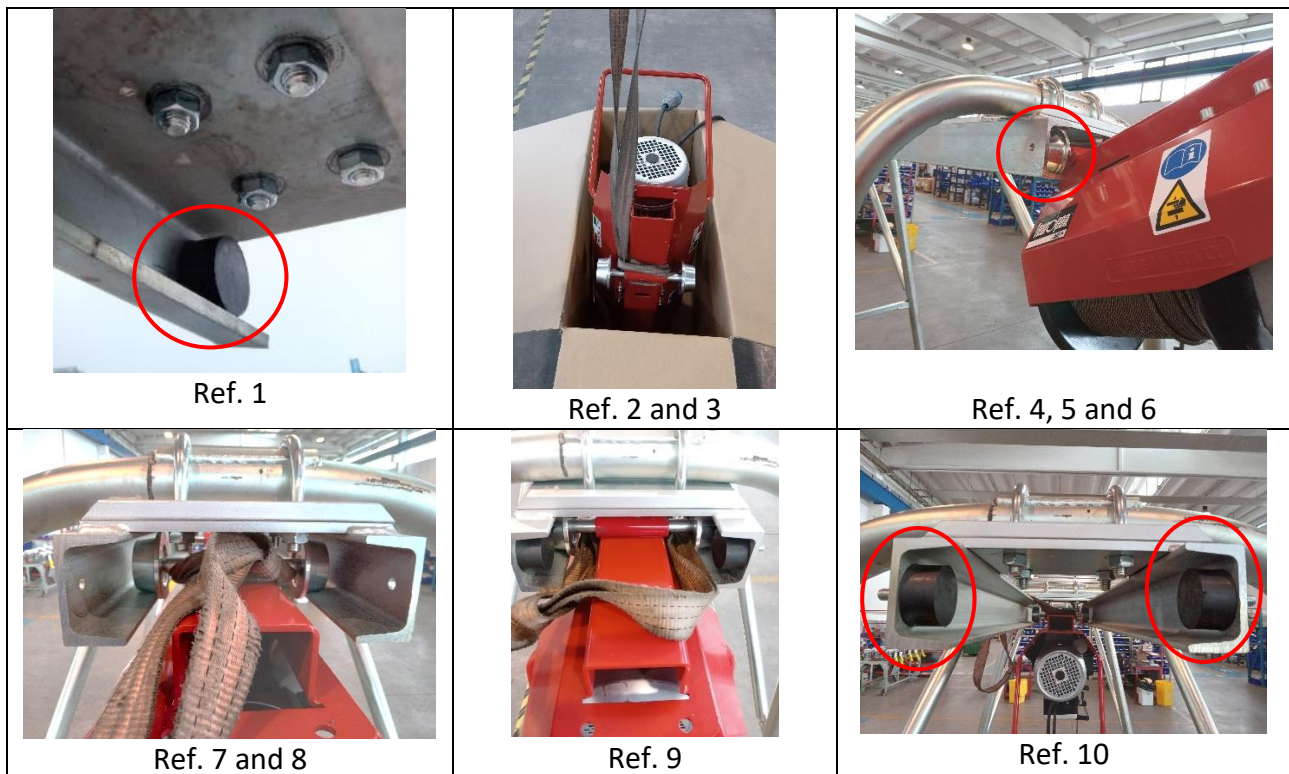 Ref. 1
Ref. 2 and 3
Ref. 4, 5 and 6
Ref. 7 and 8
Ref. 9
Ref. 10